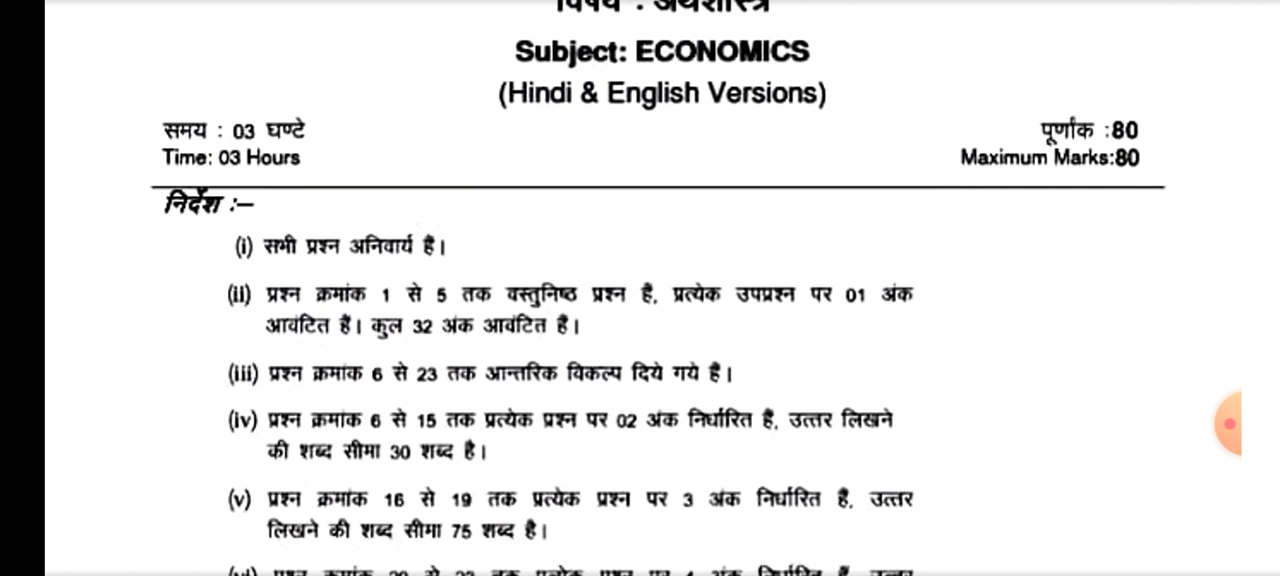 विषय : अर्थशास्त्र
Subject: ECONOMICS
(Hindi & English Versions)
समय : 03 घण्टे
पूर्णांक :80
Time: 03 Hours
Maximum Marks:80
निर्देश :–
(i) सभी प्रश्न अनिवार्य है।
(ii) प्रश्न क्रमांक 1 से 5 तक वस्तुनिष्ठ प्रश्न है, प्रत्येक उपप्रश्न पर 01 अंक
आवंटित है। कुल 32 अंक आवंटित है।
(iii) प्रश्न क्रमांक 6 से 23 तक आन्तरिक विकल्प दिये गये है।
(iv) प्रश्न क्रमांक 6 से 15 तक प्रत्येक प्रश्न पर 02 अंक निर्धारित है, उत्तर लिखने
की शब्द सीमा 30 शब्द है।
(v) प्रश्न क्रमांक 16 से 19 तक प्रत्येक प्रश्न पर 3 अंक निर्धारित है, उत्तर
लिखने की शब्द सीमा 75 शब्द है।